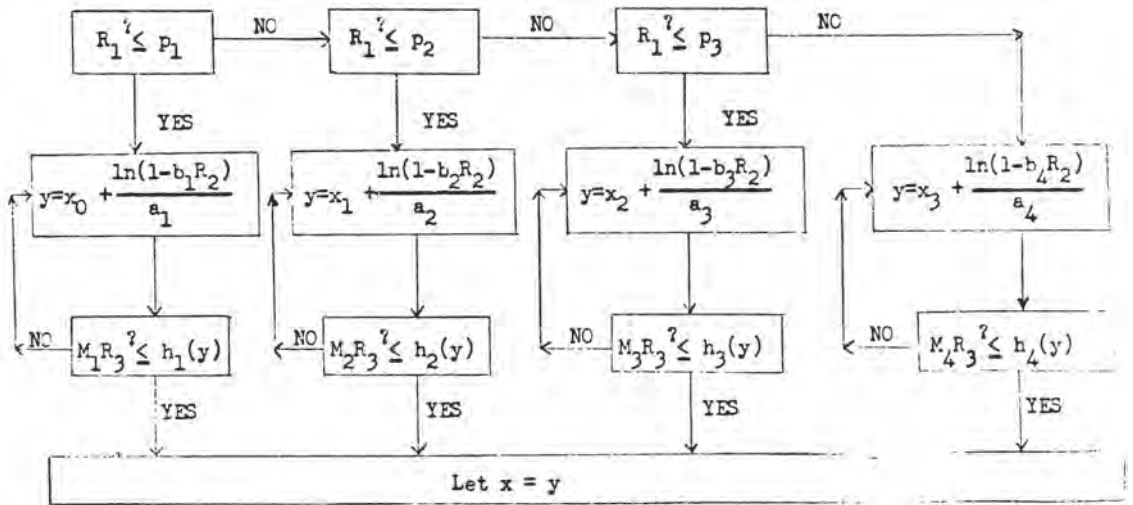 R₁ ?≤ p₁ NO R₁ ?≤ p₂ NO R₁ ?≤ p₃ NO
YES YES YES
y=x₀ + ln(1-b₁R₂)/a₁ y=x₁ + ln(1-b₂R₂)/a₂ y=x₂ + ln(1-b₃R₂)/a₃ y=x₃ + ln(1-b₄R₂)/a₄
NO M₁R₃ ?≤ h₁(y) NO M₂R₃ ?≤ h₂(y) NO M₃R₃ ?≤ h₃(y) NO M₄R₃ ?≤ h₄(y)
YES YES YES YES
Let x = y